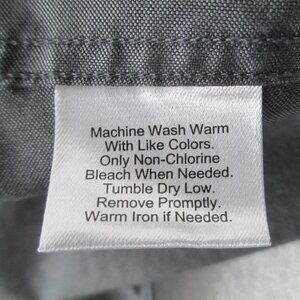 Machine Wash Warm
With Like Colors.
Only Non-Chlorine
Bleach When Needed.
Tumble Dry Low.
Remove Promptly.
Warm Iron if Needed.